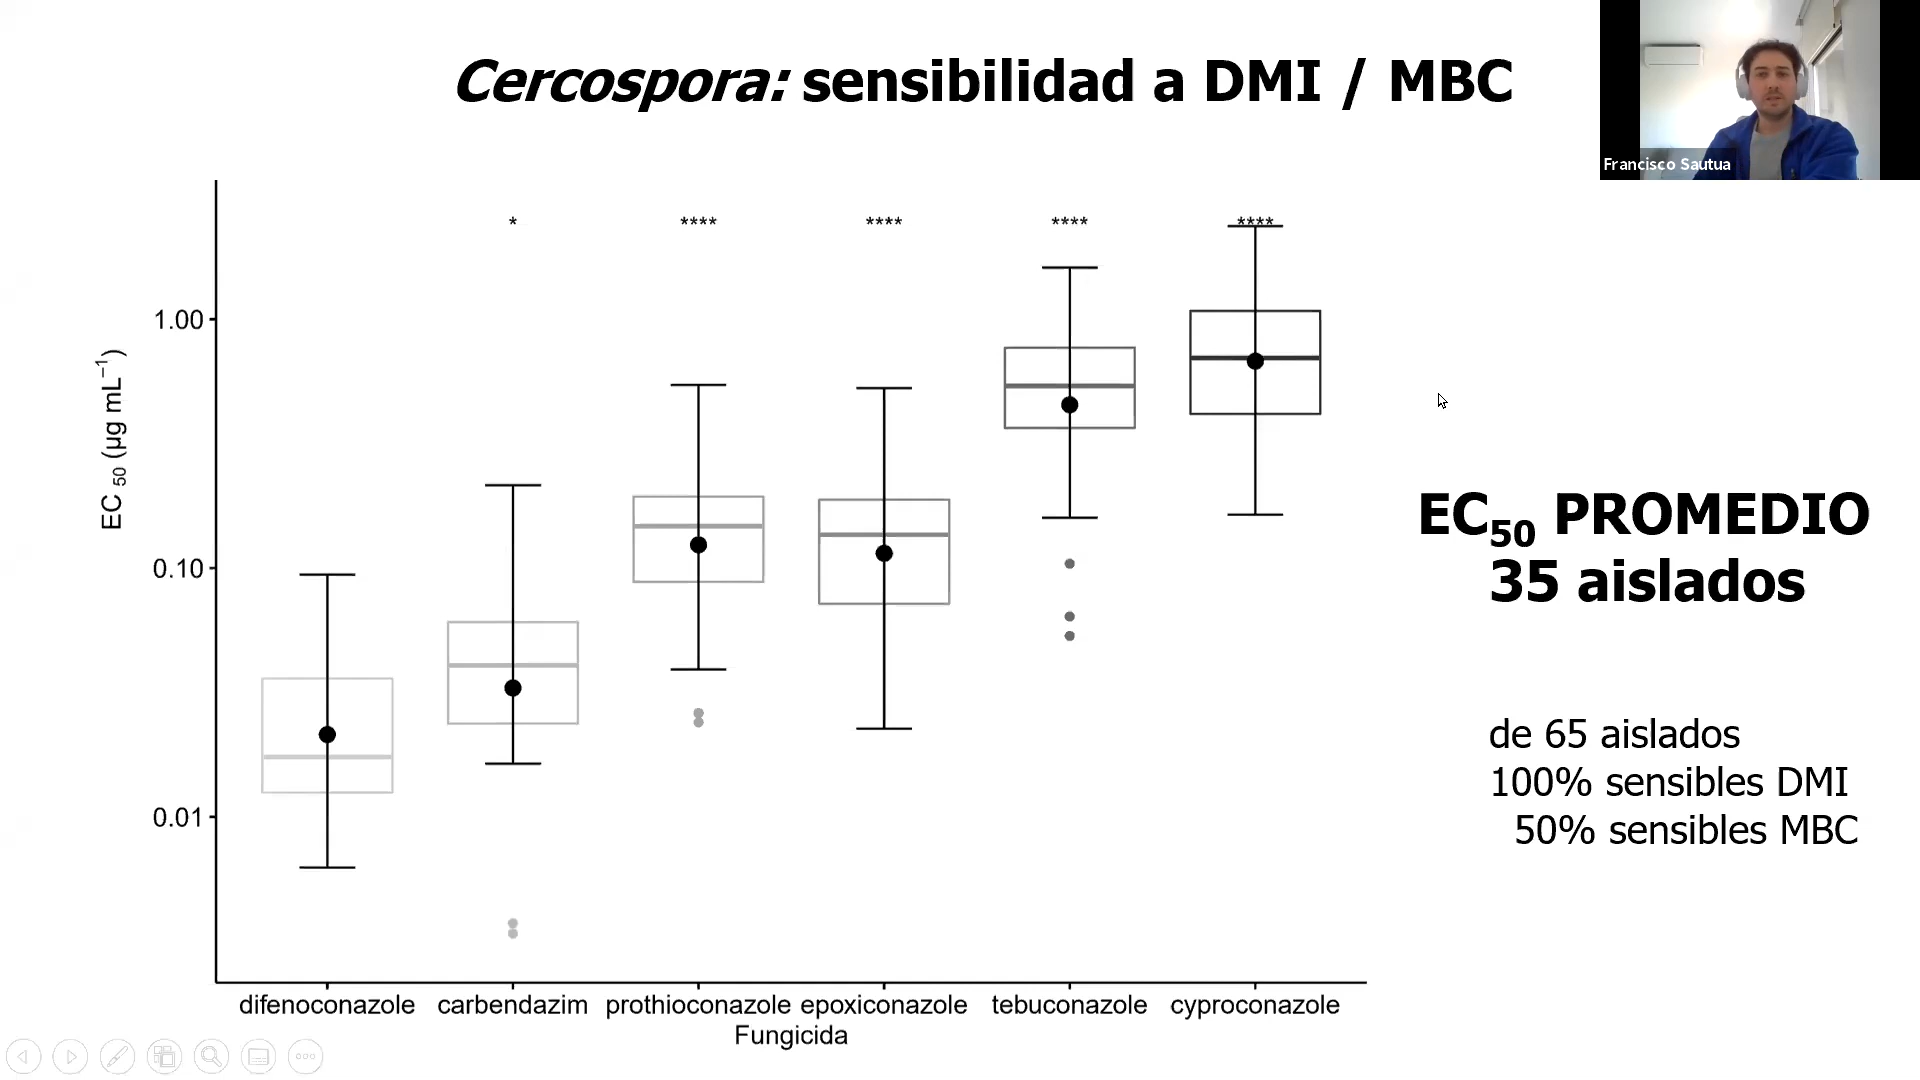 Cercospora: sensibilidad a DMI / MBC
Francisco Sautua
* **** **** **** ****
1.00
0.10
0.01
EC 50 (µg mL⁻¹)
difenoconazole carbendazim prothioconazole epoxiconazole tebuconazole cyproconazole
Fungicida
EC50 PROMEDIO
35 aislados
de 65 aislados
100% sensibles DMI
50% sensibles MBC